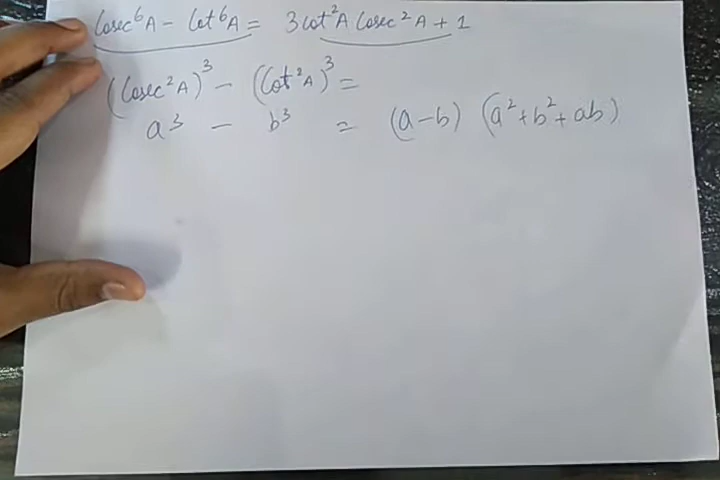 Cosec⁶A - Cot⁶A = 3Cot²A Cosec²A + 1
(Cosec²A)³ - (Cot²A)³ =
a³ - b³ = (a-b) (a²+b²+ab)